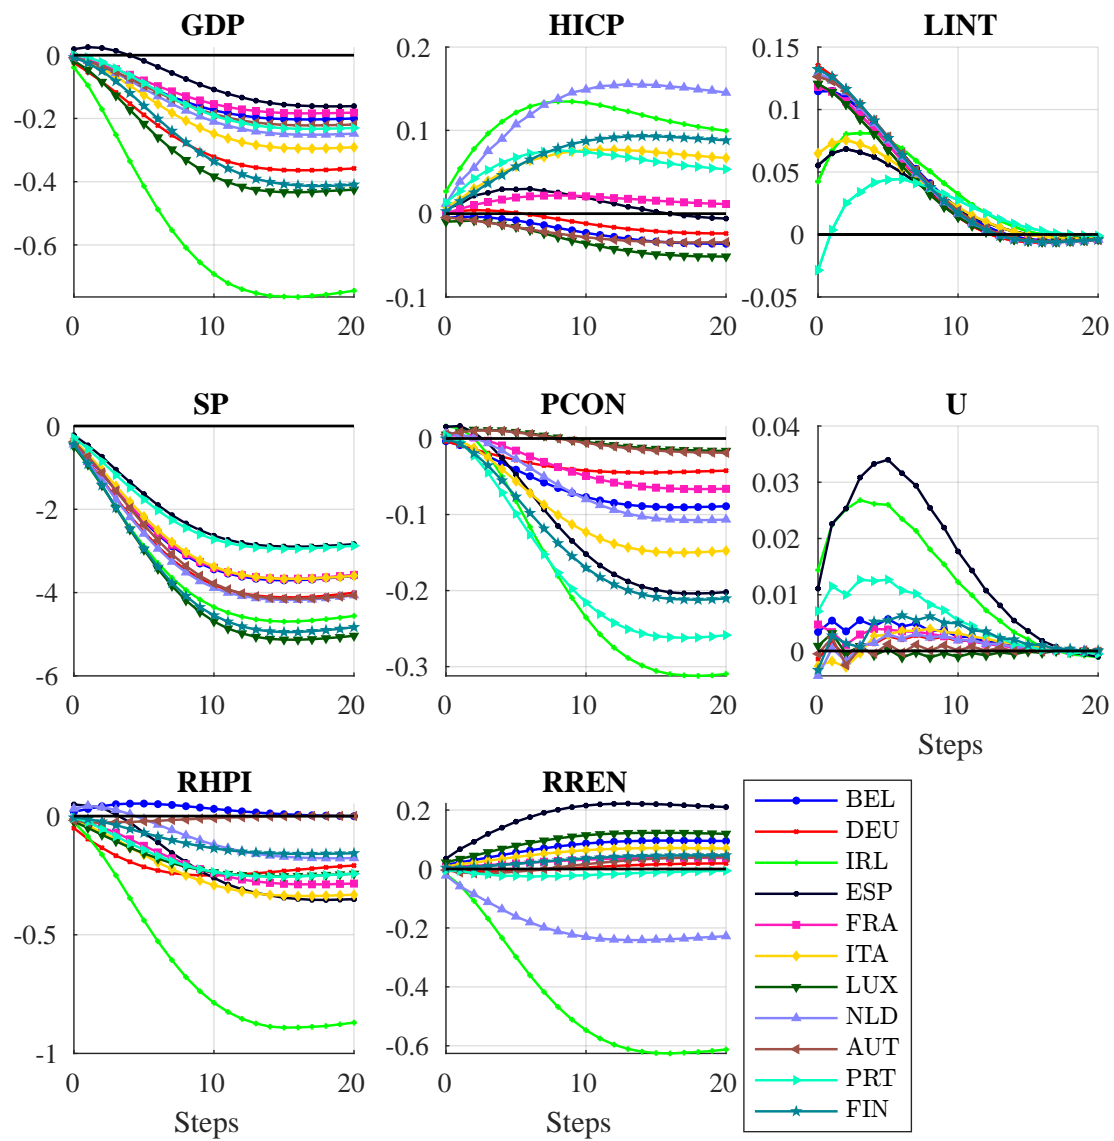 GDP HICP LINT
0 0.2 0.15
-0.2 0.1 0.1
-0.4 0 0.05
-0.6 -0.1 0
-0.05
0 10 20 0 10 20 0 10 20
SP PCON U
0 0 0.04
-2 -0.1 0.03
-4 -0.2 0.02
-6 -0.3 0.01
0
0 10 20 0 10 20 0 10 20
Steps
RHPI RREN
0 0.2
-0.5 0
-1 -0.2
-0.4
-0.6
0 10 20 0 10 20
Steps Steps
BEL
DEU
IRL
ESP
FRA
ITA
LUX
NLD
AUT
PRT
FIN